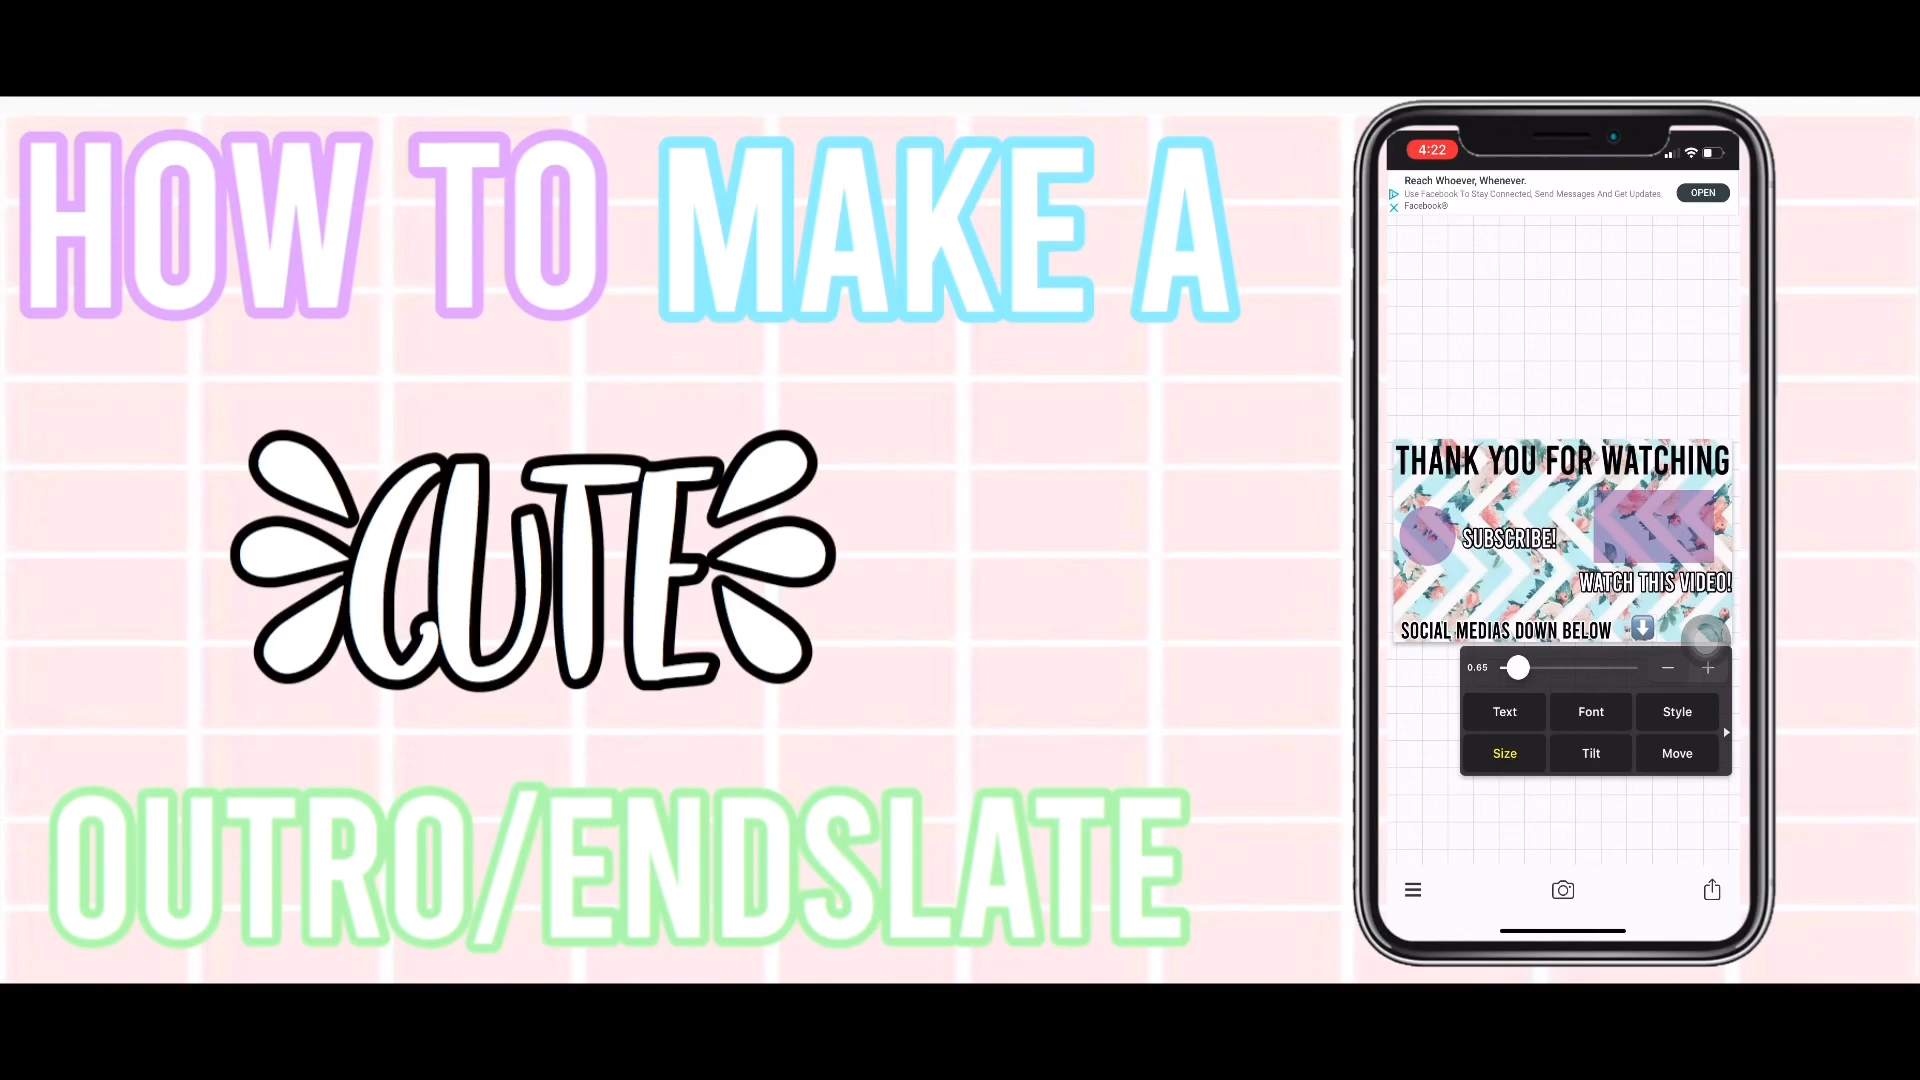 HOW TO MAKE A
CUTE
OUTRO/ENDSLATE
4:22
Reach Whoever, Whenever.
Use Facebook To Stay Connected, Send Messages And Get Updates.
Facebook®
OPEN
THANK YOU FOR WATCHING
SUBSCRIBE!
WATCH THIS VIDEO!
SOCIAL MEDIAS DOWN BELOW
0.65
Text Font Style
Size Tilt Move